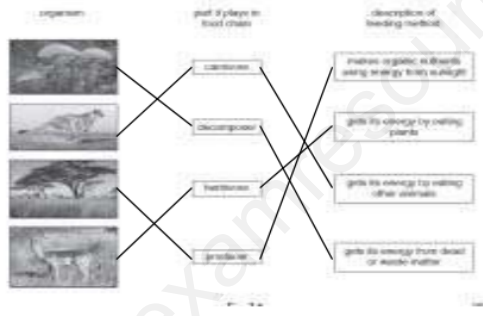 organism
part it plays in
food chain
description of
feeding method
carnivore
makes organic nutrients
using energy from sunlight
decomposer
gets its energy by eating
plants
herbivore
gets its energy by eating
other animals
producer
gets its energy from dead
or waste matter